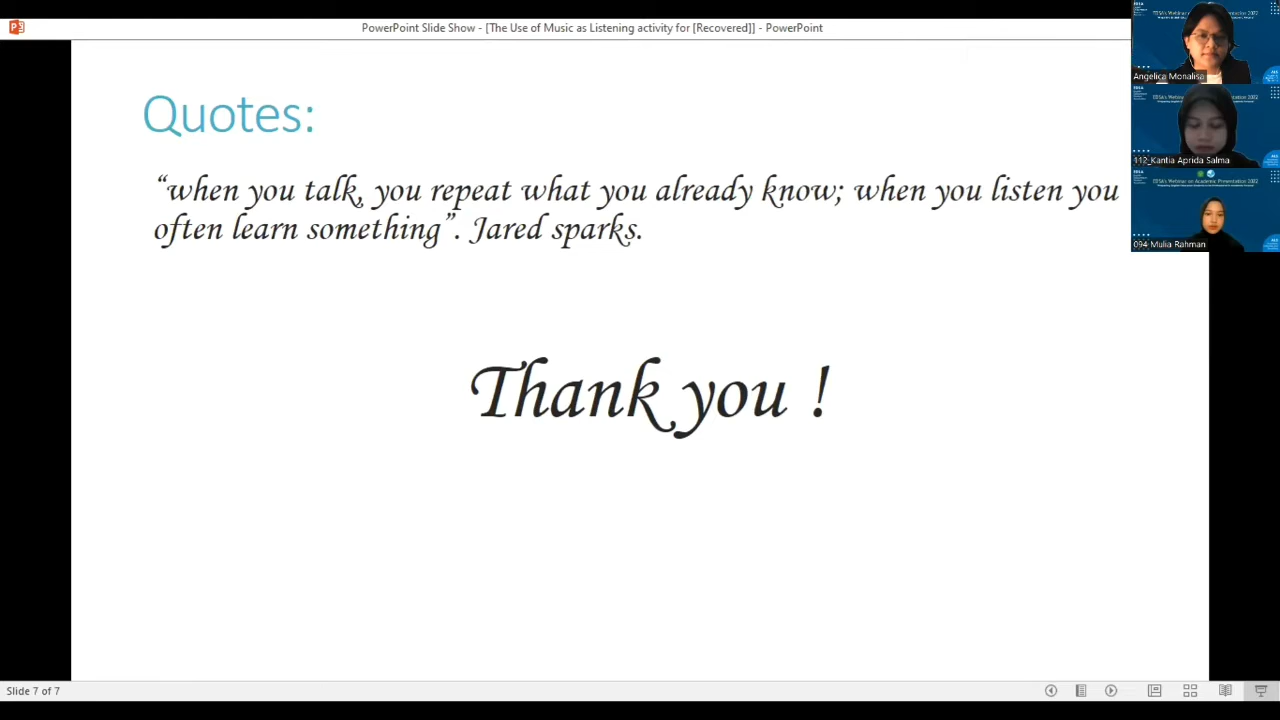 PowerPoint Slide Show - [The Use of Music as Listening activity for [Recovered]] - PowerPoint
Quotes:
“when you talk, you repeat what you already know; when you listen you
often learn something”. Jared sparks.
Thank you !
Angelica Monalisa
112_Kantia Aprida Salma
094 Mulia Rahman
Slide 7 of 7